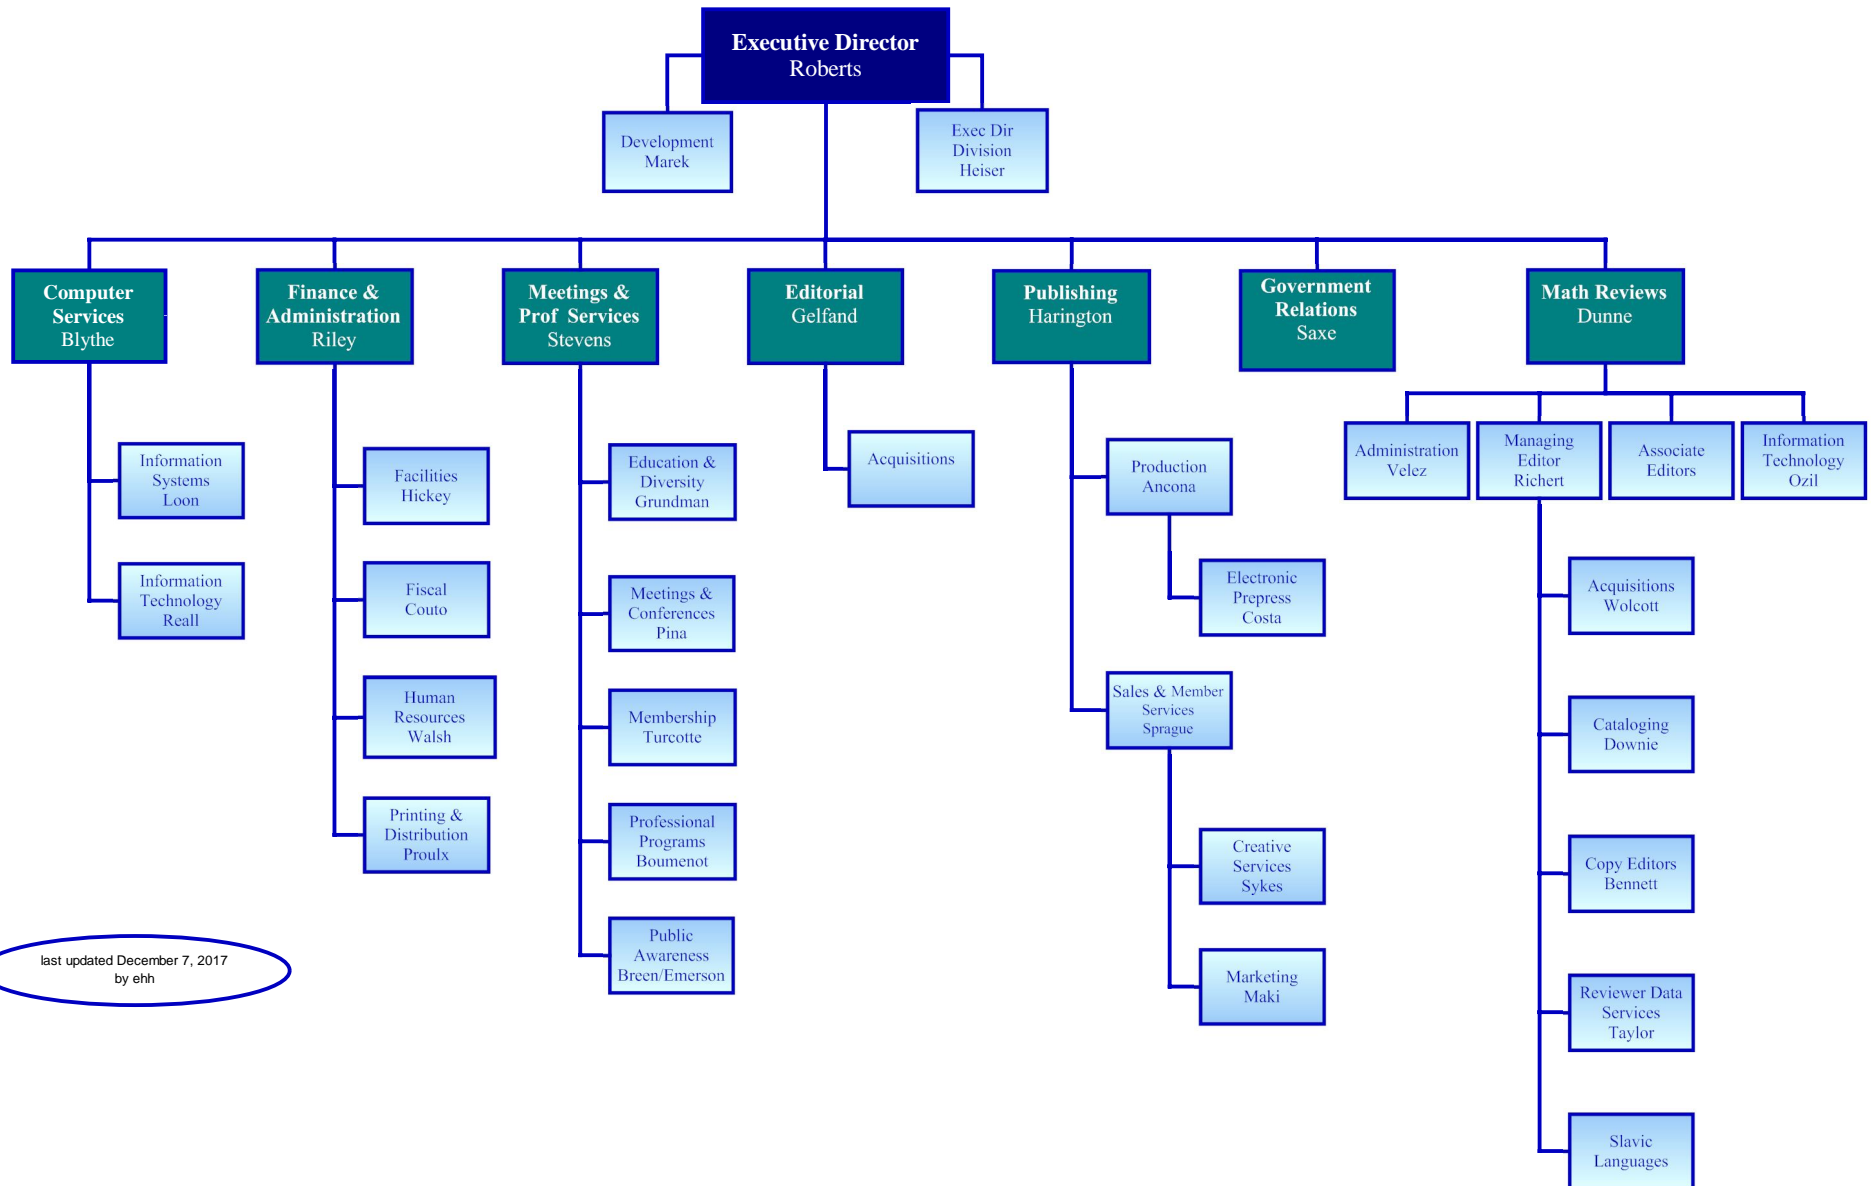 Executive Director
Roberts
Development
Marek
Exec Dir
Division
Heiser
Computer
Services
Blythe
Finance &
Administration
Riley
Meetings &
Prof Services
Stevens
Editorial
Gelfand
Publishing
Harington
Government
Relations
Saxe
Math Reviews
Dunne
Information
Systems
Loon
Information
Technology
Reall
Facilities
Hickey
Fiscal
Couto
Human
Resources
Walsh
Printing &
Distribution
Proulx
Education &
Diversity
Grundman
Meetings &
Conferences
Pina
Membership
Turcotte
Professional
Programs
Boumenot
Public
Awareness
Breen/Emerson
Acquisitions
Production
Ancona
Electronic
Prepress
Costa
Sales & Member
Services
Sprague
Creative
Services
Sykes
Marketing
Maki
Administration
Velez
Managing
Editor
Richert
Associate
Editors
Information
Technology
Ozil
Acquisitions
Wolcott
Cataloging
Downie
Copy Editors
Bennett
Reviewer Data
Services
Taylor
Slavic
Languages
last updated December 7, 2017
by ehh